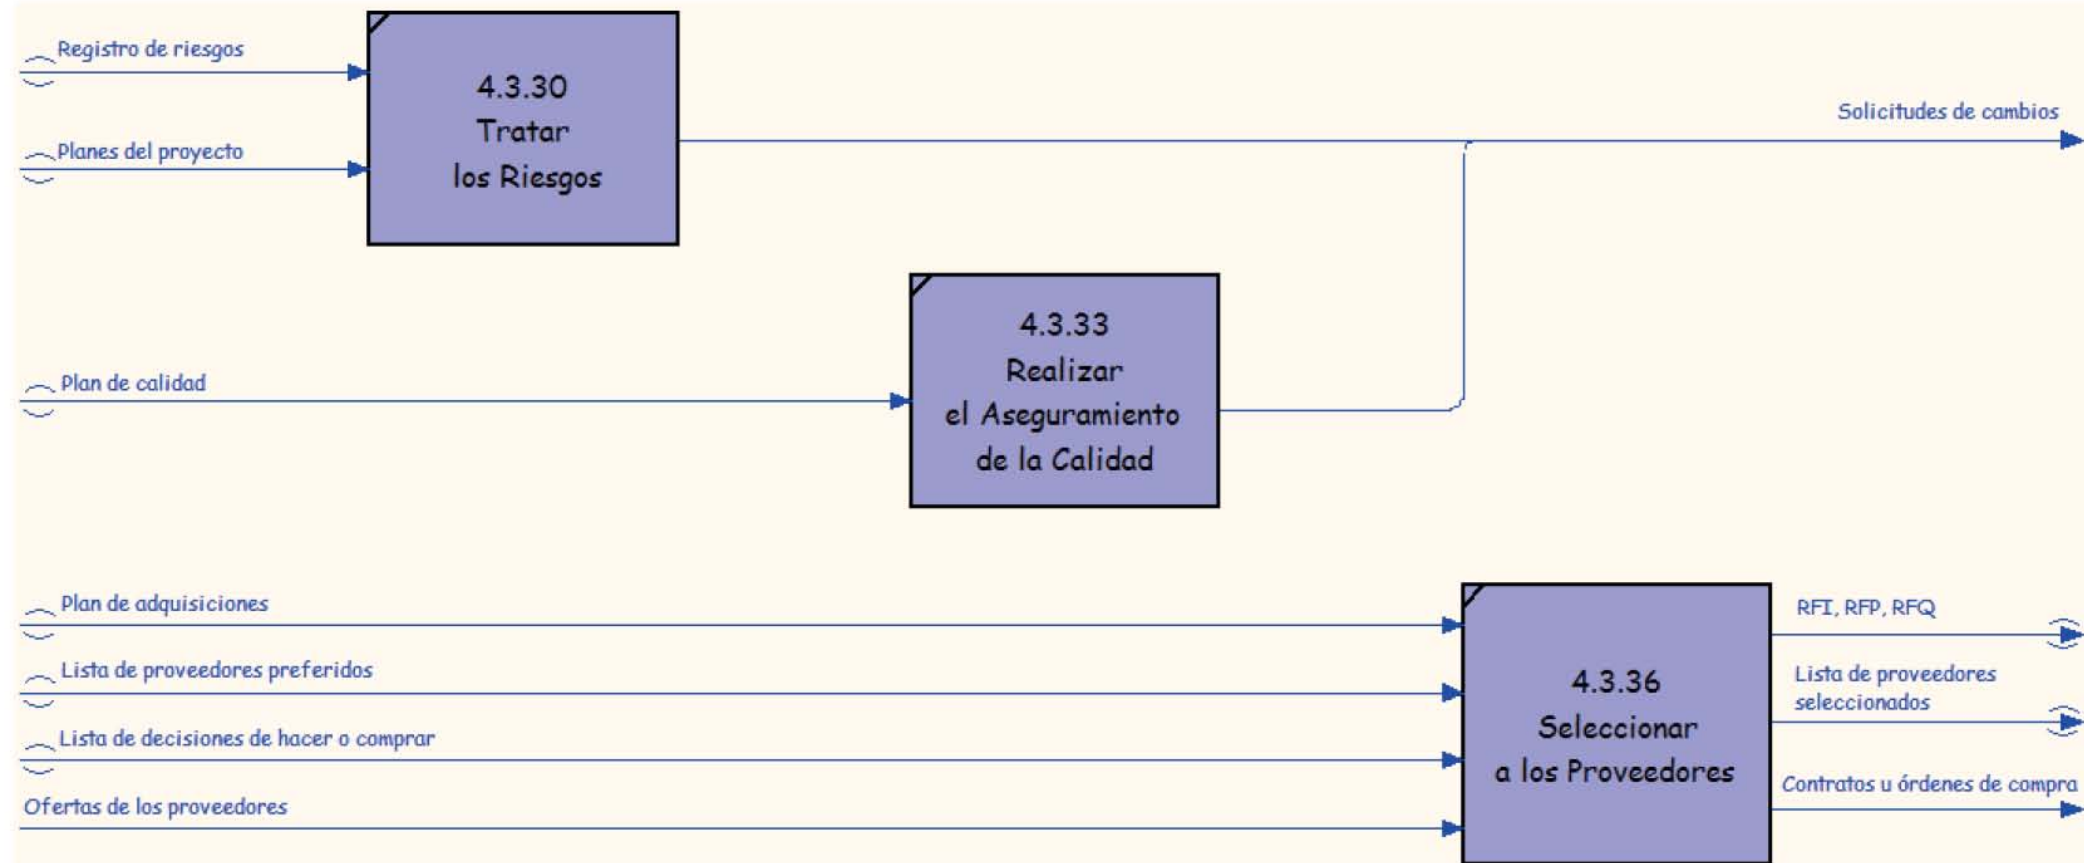 Registro de riesgos
Planes del proyecto
4.3.30
Tratar
los Riesgos
Solicitudes de cambios
Plan de calidad
4.3.33
Realizar
el Aseguramiento
de la Calidad
Plan de adquisiciones
Lista de proveedores preferidos
Lista de decisiones de hacer o comprar
Ofertas de los proveedores
4.3.36
Seleccionar
a los Proveedores
RFI, RFP, RFQ
Lista de proveedores
seleccionados
Contratos u órdenes de compra